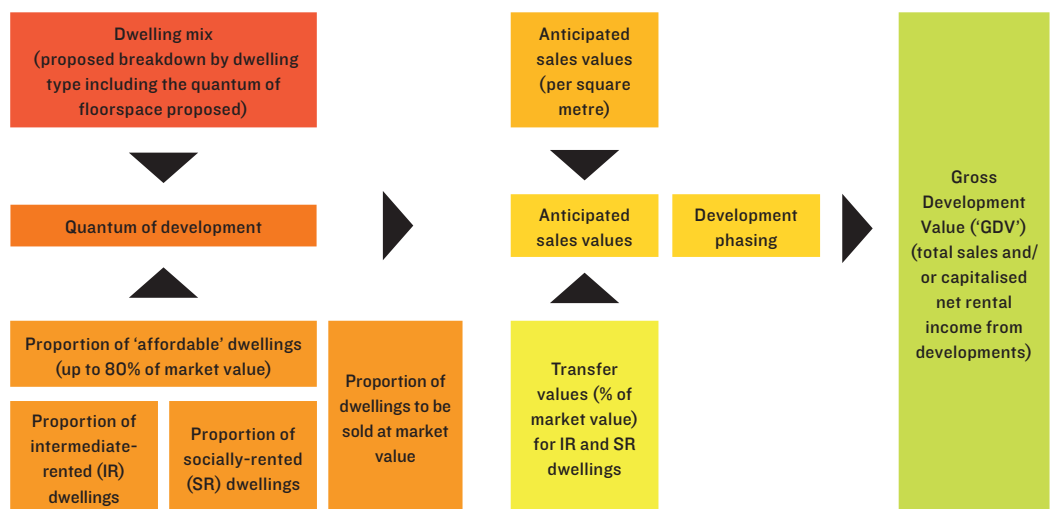 Dwelling mix
(proposed breakdown by dwelling
type including the quantum of
floorspace proposed)
Quantum of development
Proportion of ‘affordable’ dwellings
(up to 80% of market value)
Proportion of
intermediate-
rented (IR)
dwellings
Proportion of
socially-rented
(SR) dwellings
Proportion of
dwellings to be
sold at market
value
Anticipated
sales values
(per square
metre)
Anticipated
sales values
Development
phasing
Transfer
values (% of
market value)
for IR and SR
dwellings
Gross
Development
Value (‘GDV’)
(total sales and/
or capitalised
net rental
income from
developments)